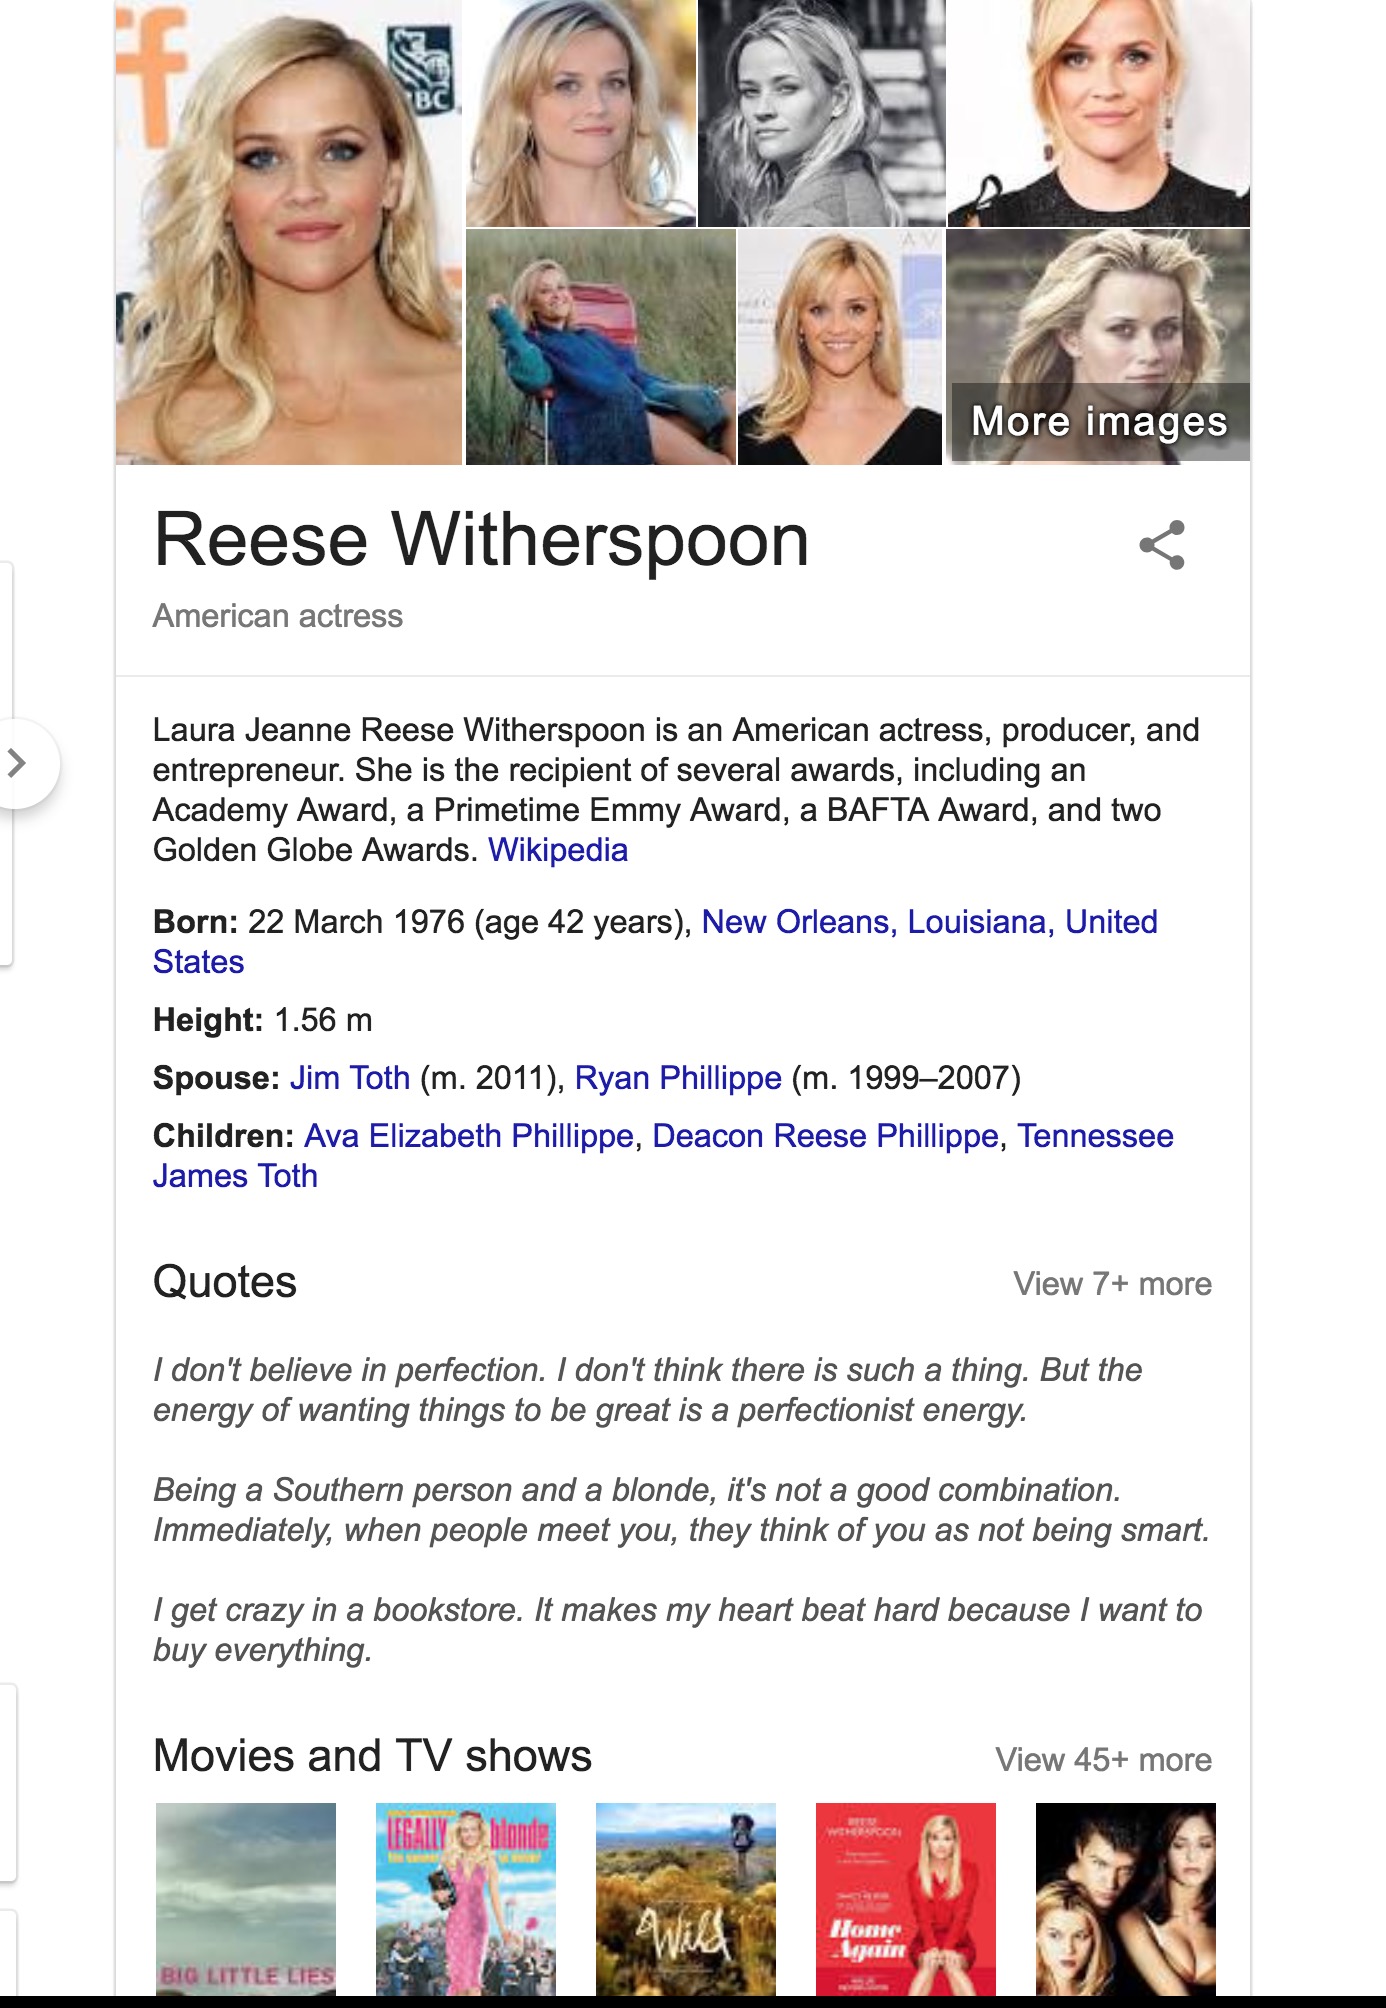 ff
BC
AV
More images
Reese Witherspoon
American actress
Laura Jeanne Reese Witherspoon is an American actress, producer, and
entrepreneur. She is the recipient of several awards, including an
Academy Award, a Primetime Emmy Award, a BAFTA Award, and two
Golden Globe Awards. Wikipedia
Born: 22 March 1976 (age 42 years), New Orleans, Louisiana, United
States
Height: 1.56 m
Spouse: Jim Toth (m. 2011), Ryan Phillippe (m. 1999–2007)
Children: Ava Elizabeth Phillippe, Deacon Reese Phillippe, Tennessee
James Toth
Quotes
View 7+ more
I don't believe in perfection. I don't think there is such a thing. But the
energy of wanting things to be great is a perfectionist energy.
Being a Southern person and a blonde, it's not a good combination.
Immediately, when people meet you, they think of you as not being smart.
I get crazy in a bookstore. It makes my heart beat hard because I want to
buy everything.
Movies and TV shows
View 45+ more
BIG LITTLE LIES
LEGALLY blonde
Wild
REESE
WITHERSPOON
Home
Again